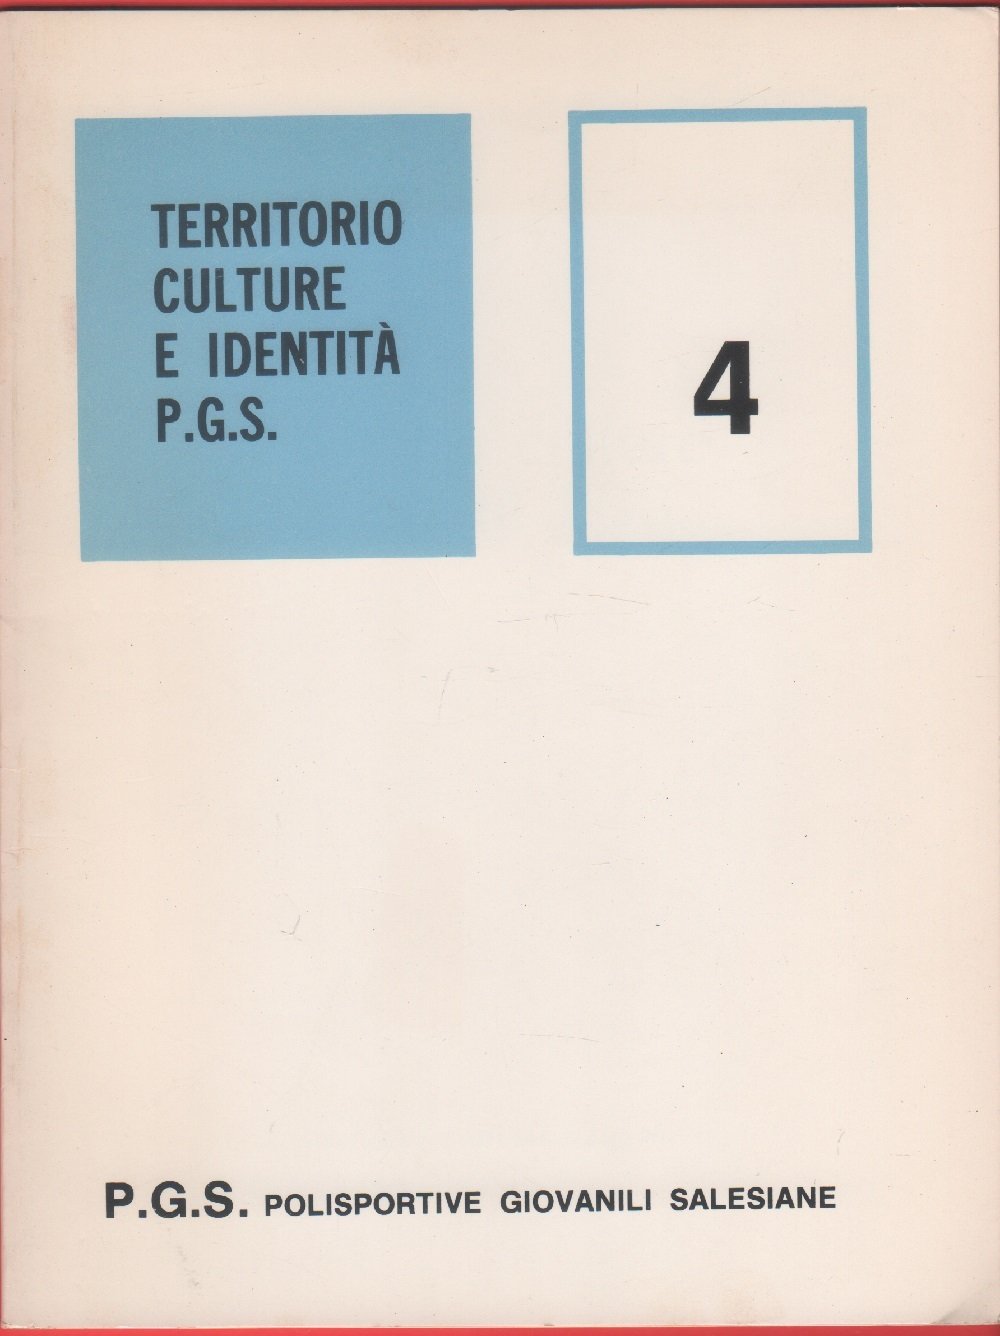 TERRITORIO
CULTURE
E IDENTITÀ
P.G.S.
4
P.G.S. POLISPORTIVE GIOVANILI SALESIANE